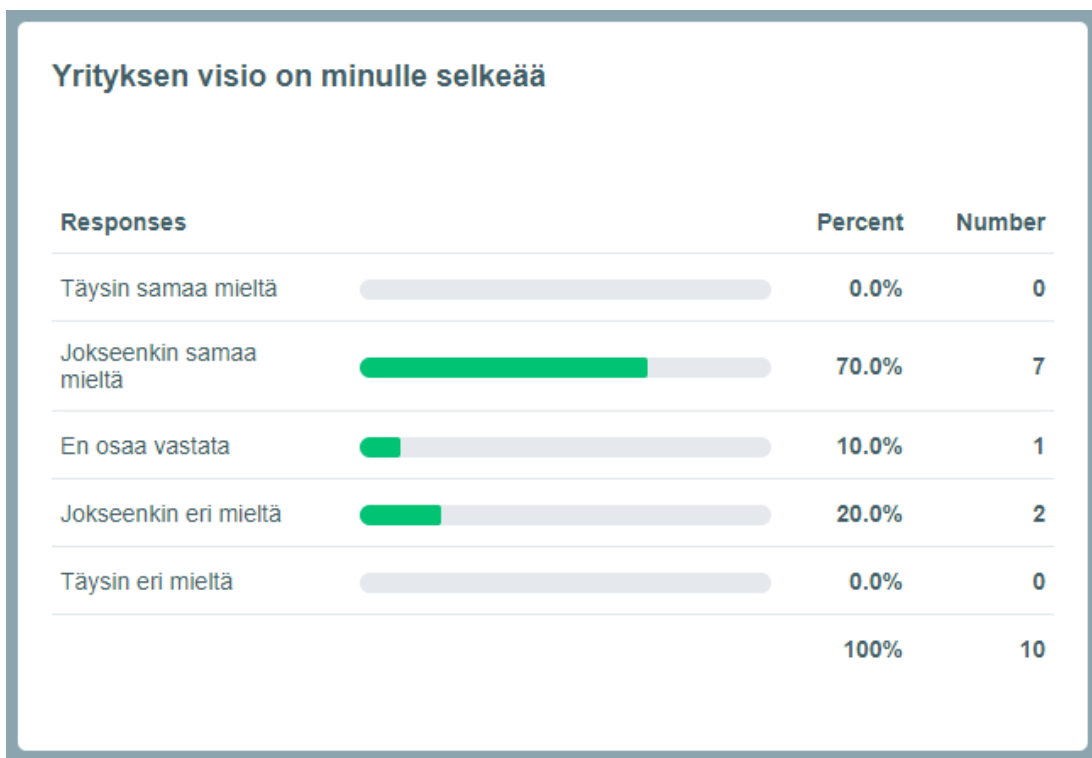 Yrityksen visio on minulle selkeää
Responses Percent Number
Täysin samaa mieltä 0.0% 0
Jokseenkin samaa
mieltä 70.0% 7
En osaa vastata 10.0% 1
Jokseenkin eri mieltä 20.0% 2
Täysin eri mieltä 0.0% 0
100% 10